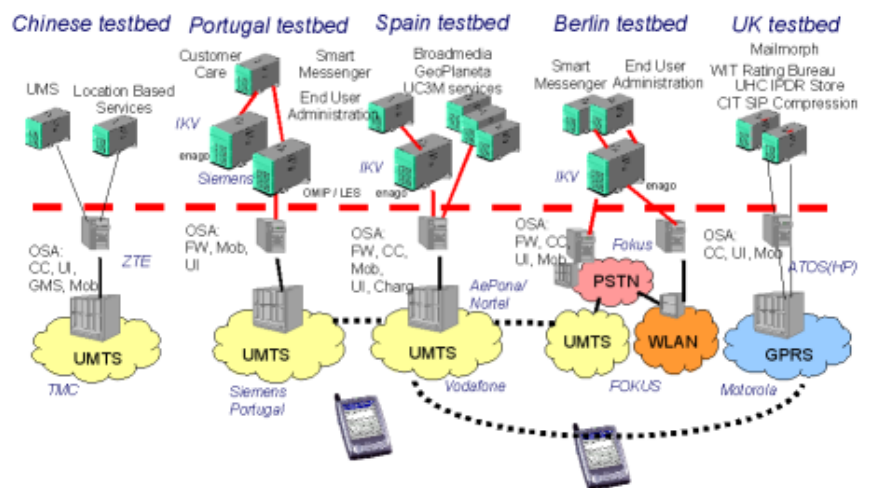 Chinese testbed
Portugal testbed
Spain testbed
Berlin testbed
UK testbed
UMS
Location Based
Services
Customer
Care
Smart
Messenger
End User
Administration
IKV
enago
Siemens
OMIP / LES
Broadmedia
GeoPlaneta
UC3M services
IKV
enago
Smart
Messenger
End User
Administration
IKV
enago
Mailmorph
WIT Rating Bureau
UHC IPDR Store
CIT SIP Compression
OSA:
CC, UI,
GMS, Mob
ZTE
OSA:
FW, Mob,
UI
OSA:
FW, CC,
Mob,
UI, Charg
AePona/
Nortel
OSA:
FW, CC,
UI, Mob
Fokus
OSA:
CC, UI, Mob
ATOS(HP)
PSTN
UMTS
UMTS
UMTS
UMTS
WLAN
GPRS
TMC
Siemens
Portugal
Vodafone
FOKUS
Motorola